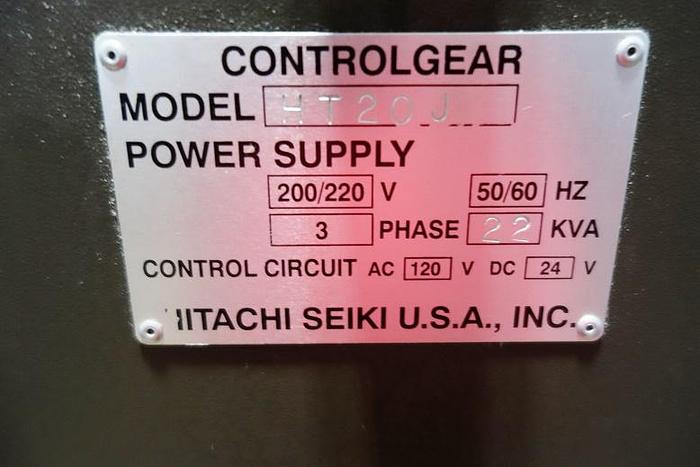 CONTROLGEAR
MODEL HT20J
POWER SUPPLY
200/220 V 50/60 HZ
3 PHASE 22 KVA
CONTROL CIRCUIT AC 120 V DC 24 V
HITACHI SEIKI U.S.A., INC.